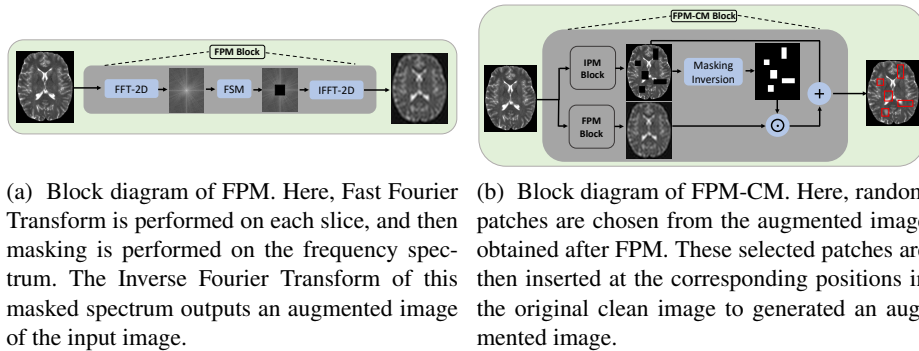 FPM Block
FFT-2D
FSM
IFFT-2D
FPM-CM Block
IPM
Block
Masking
Inversion
FPM
Block
(a) Block diagram of FPM. Here, Fast Fourier
Transform is performed on each slice, and then
masking is performed on the frequency spec-
trum. The Inverse Fourier Transform of this
masked spectrum outputs an augmented image
of the input image.
(b) Block diagram of FPM-CM. Here, random
patches are chosen from the augmented image
obtained after FPM. These selected patches are
then inserted at the corresponding positions in
the original clean image to generated an aug-
mented image.